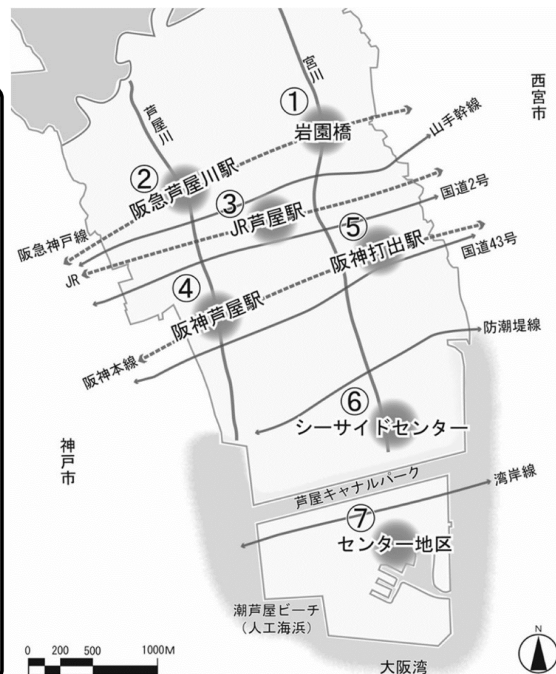 宮川
芦屋川
西宮市
①
岩園橋
山手幹線
②
阪急芦屋川駅
③
JR芦屋駅
国道2号
⑤
阪神打出駅
国道43号
阪急神戸線
JR
④
阪神芦屋駅
阪神本線
防潮堤線
⑥
シーサイドセンター
神戸市
芦屋キャナルパーク
湾岸線
⑦
センター地区
潮芦屋ビーチ
（人工海浜）
大阪湾
0 200 500 1000M
N